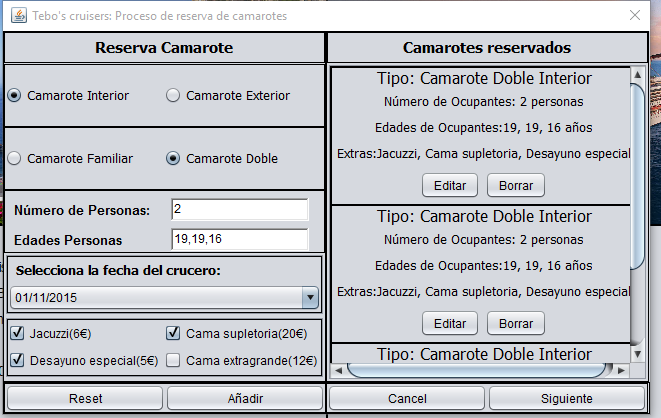 Tebo's cruisers: Proceso de reserva de camarotes
Reserva Camarote
Camarote Interior
Camarote Exterior
Camarote Familiar
Camarote Doble
Número de Personas:
2
Edades Personas
19,19,16
Selecciona la fecha del crucero:
01/11/2015
Jacuzzi(6€)
Cama supletoria(20€)
Desayuno especial(5€)
Cama extragrande(12€)
Reset
Añadir
Camarotes reservados
Tipo: Camarote Doble Interior
Número de Ocupantes: 2 personas
Edades de Ocupantes:19, 19, 16 años
Extras:Jacuzzi, Cama supletoria, Desayuno especial
Editar
Borrar
Tipo: Camarote Doble Interior
Número de Ocupantes: 2 personas
Edades de Ocupantes:19, 19, 16 años
Extras:Jacuzzi, Cama supletoria, Desayuno especial
Editar
Borrar
Tipo: Camarote Doble Interior
Cancel
Siguiente